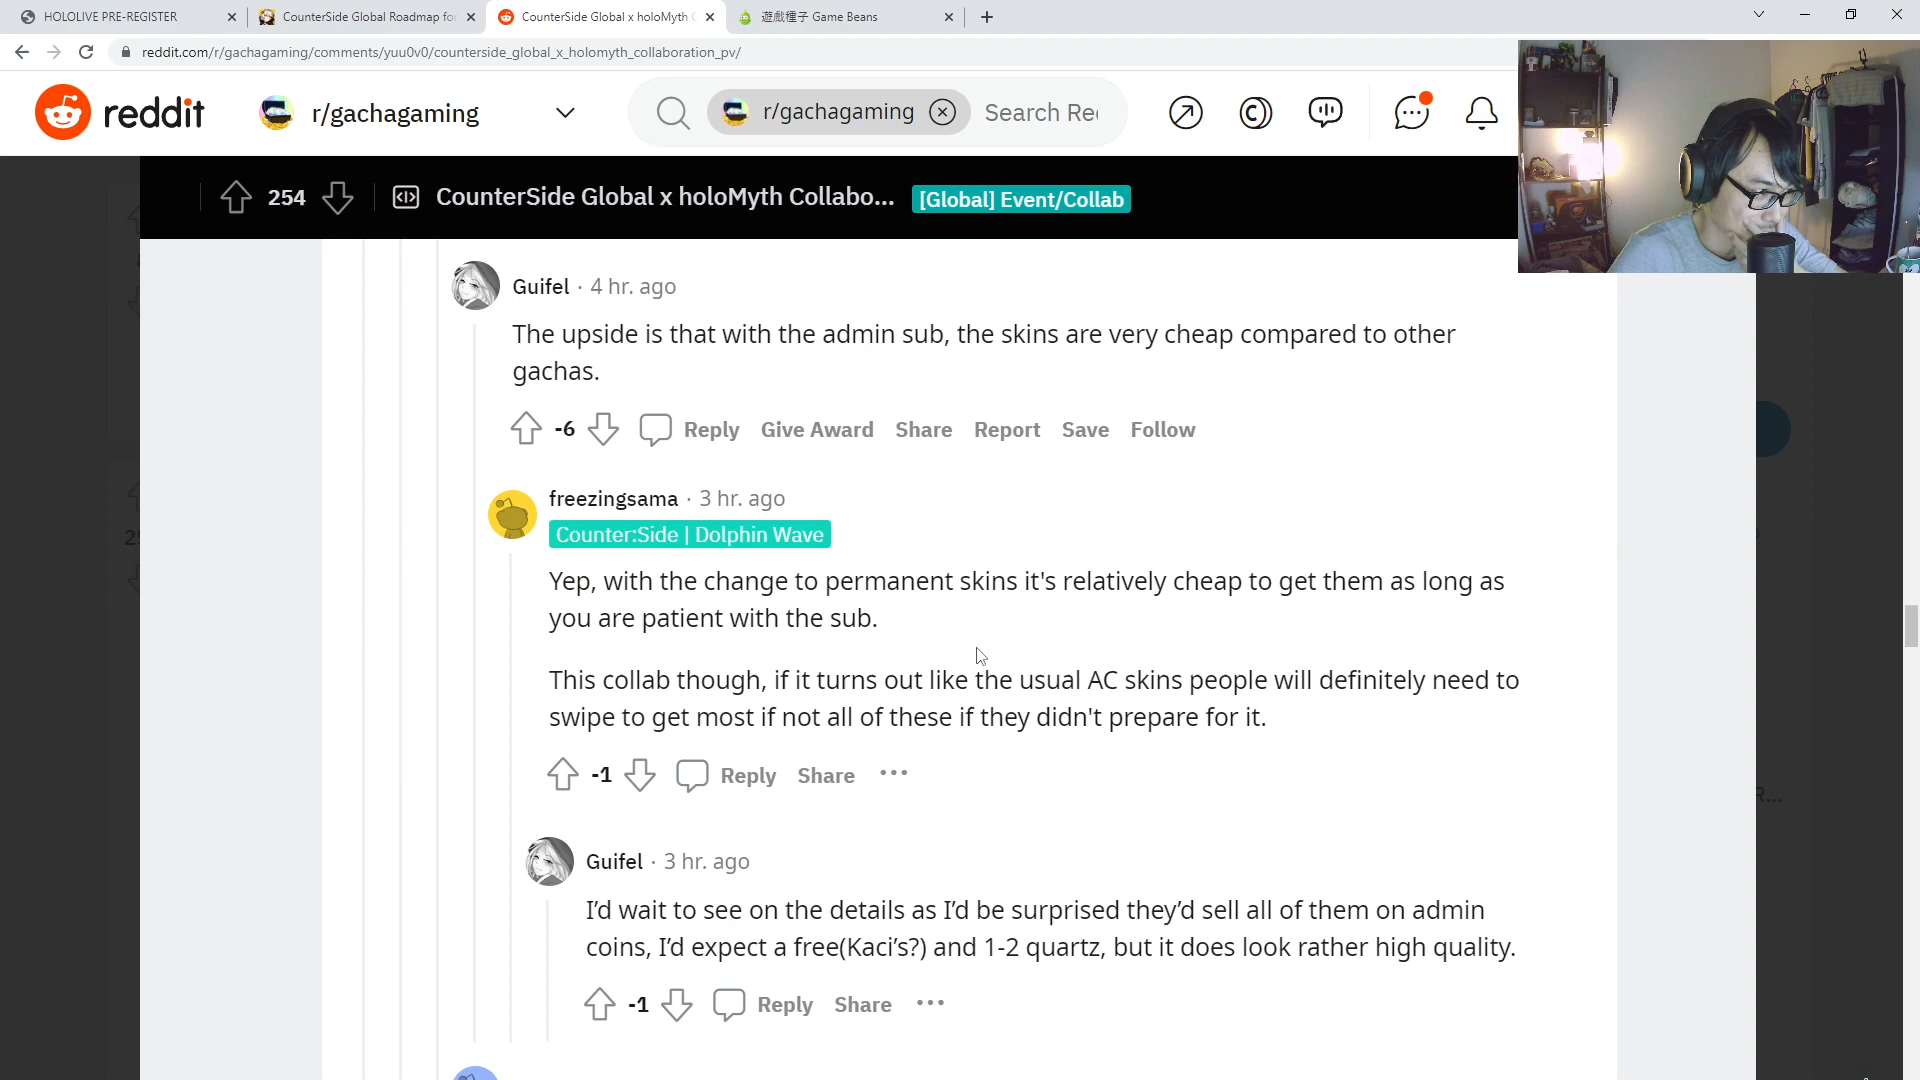 HOLOLIVE PRE-REGISTER
CounterSide Global Roadmap for
CounterSide Global x holoMyth C
遊戲種子 Game Beans
reddit.com/r/gachagaming/comments/yuu0v0/counterside_global_x_holomyth_collaboration_pv/
reddit
r/gachagaming
r/gachagaming
Search Re
254
CounterSide Global x holoMyth Collabo...
[Global] Event/Collab
Guifel · 4 hr. ago
The upside is that with the admin sub, the skins are very cheap compared to other
gachas.
-6 Reply Give Award Share Report Save Follow
freezingsama · 3 hr. ago
Counter:Side | Dolphin Wave
Yep, with the change to permanent skins it's relatively cheap to get them as long as
you are patient with the sub.
This collab though, if it turns out like the usual AC skins people will definitely need to
swipe to get most if not all of these if they didn't prepare for it.
-1 Reply Share ...
Guifel · 3 hr. ago
I’d wait to see on the details as I’d be surprised they’d sell all of them on admin
coins, I’d expect a free(Kaci’s?) and 1-2 quartz, but it does look rather high quality.
-1 Reply Share ...